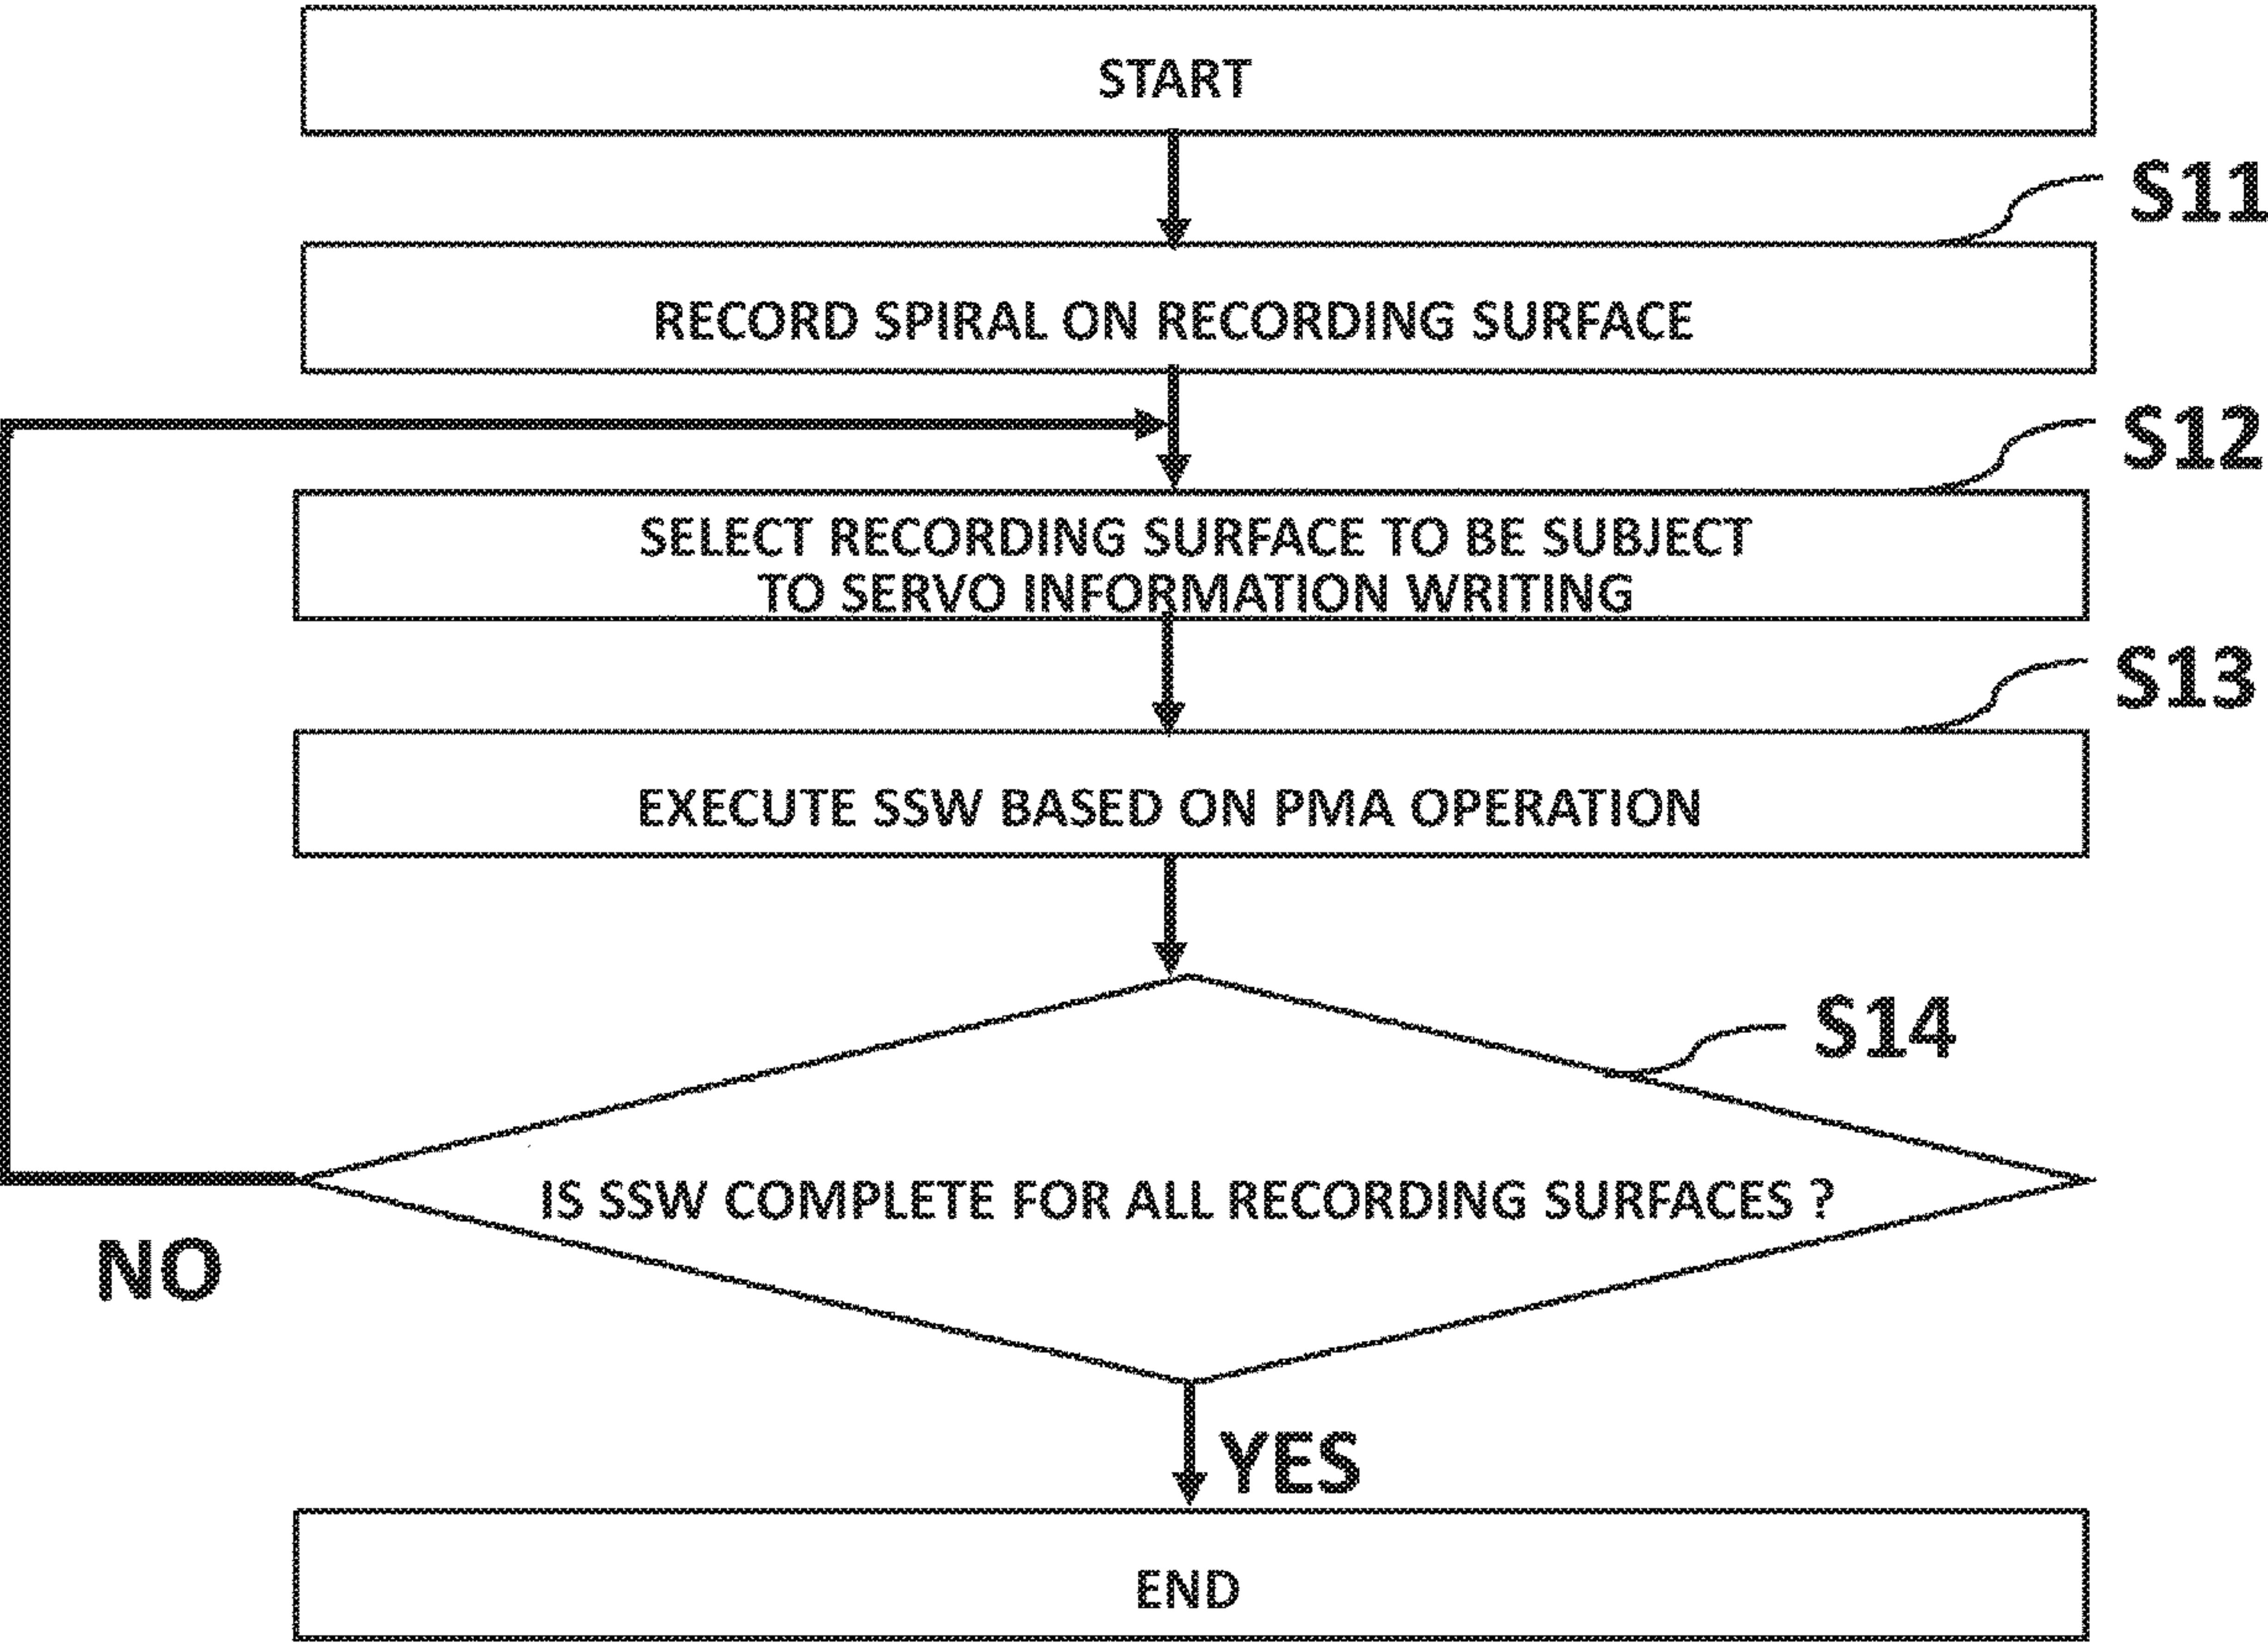 START
S11
RECORD SPIRAL ON RECORDING SURFACE
S12
SELECT RECORDING SURFACE TO BE SUBJECT
TO SERVO INFORMATION WRITING
S13
EXECUTE SSW BASED ON PMA OPERATION
S14
IS SSW COMPLETE FOR ALL RECORDING SURFACES ?
NO
YES
END